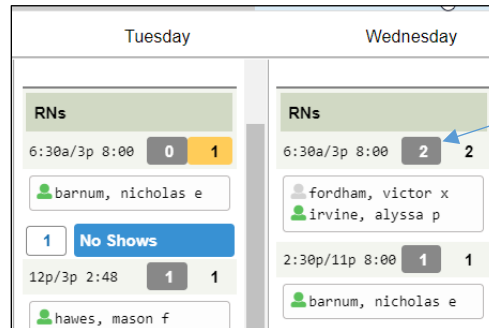 Tuesday
RNs
6:30a/3p 8:00 0 1
barnum, nicholas e
1 No Shows
12p/3p 2:48 1 1
hawes, mason f
Wednesday
RNs
6:30a/3p 8:00 2 2
fordham, victor x
irvine, alyssa p
2:30p/11p 8:00 1 1
barnum, nicholas e